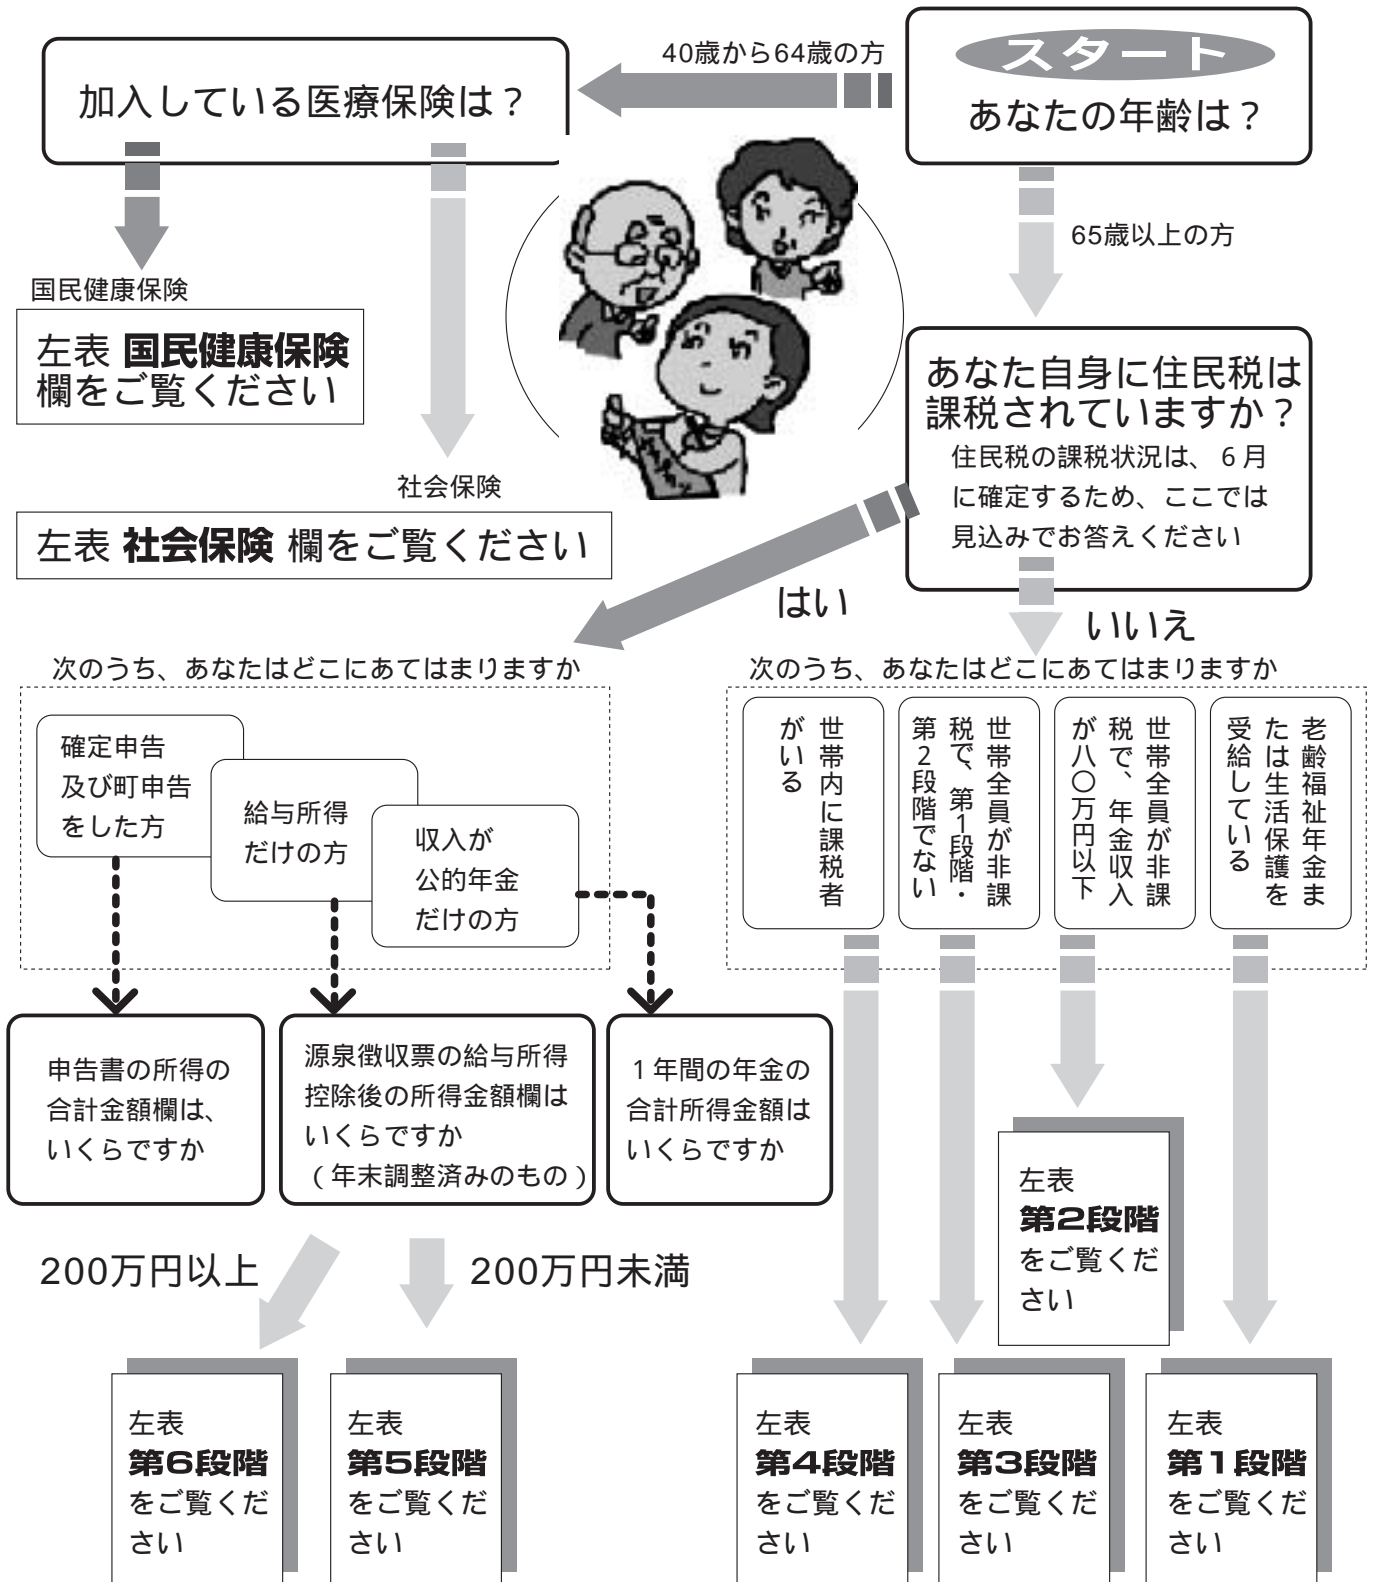 スタート
あなたの年齢は？
40歳から64歳の方
加入している医療保険は？
国民健康保険
左表 国民健康保険
欄をご覧ください
社会保険
左表 社会保険 欄をご覧ください
65歳以上の方
あなた自身に住民税は
課税されていますか？
住民税の課税状況は、６月
に確定するため、ここでは
見込みでお答えください
はい
いいえ
次のうち、あなたはどこにあてはまりますか
確定申告
及び町申告
をした方
給与所得
だけの方
収入が
公的年金
だけの方
申告書の所得の
合計金額欄は、
いくらですか
源泉徴収票の給与所得
控除後の所得金額欄は
いくらですか
（年末調整済みのもの）
１年間の年金の
合計所得金額は
いくらですか
200万円以上
200万円未満
左表
第6段階
をご覧くだ
さい
左表
第5段階
をご覧くだ
さい
次のうち、あなたはどこにあてはまりますか
老齢福祉年金ま
たは生活保護を
受給している
世帯全員が非課
税で、年金収入
が八〇万円以下
世帯全員が非課
税で、第1段階・
第2段階でない
世帯内に課税者
がいる
左表
第2段階
をご覧くだ
さい
左表
第4段階
をご覧くだ
さい
左表
第3段階
をご覧くだ
さい
左表
第1段階
をご覧くだ
さい